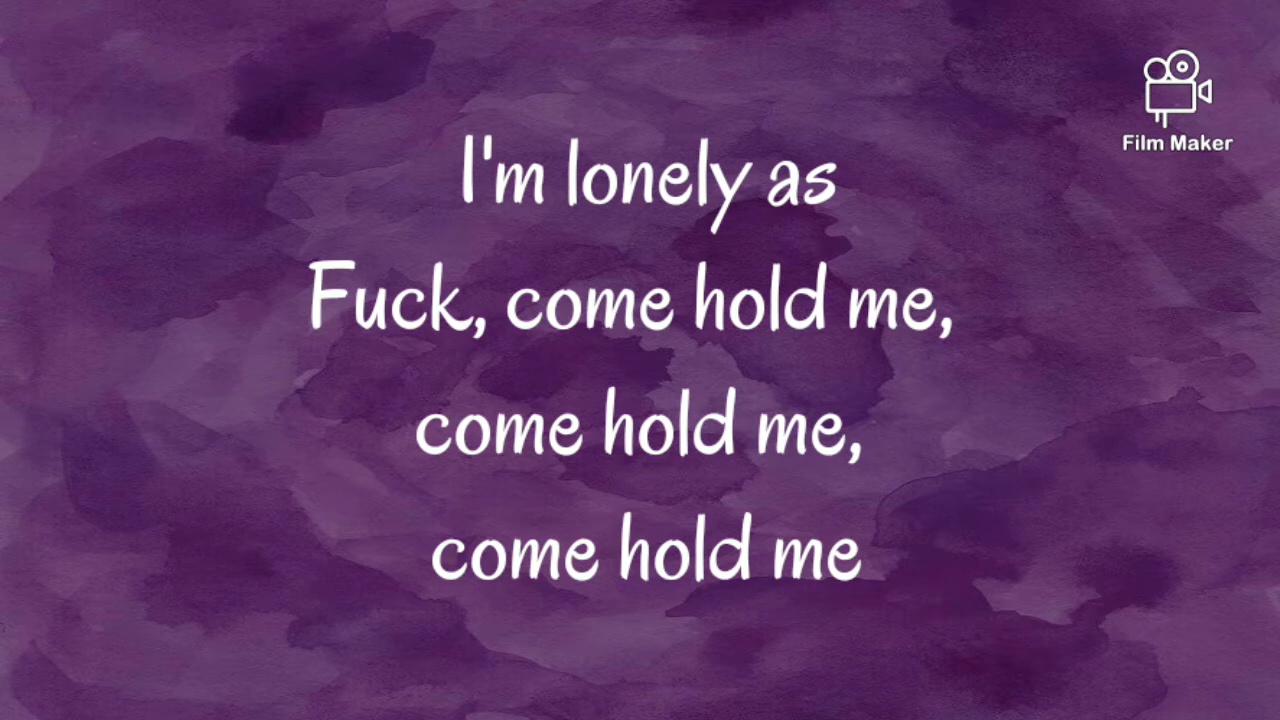 Film Maker
I'm lonely as
Fuck, come hold me,
come hold me,
come hold me